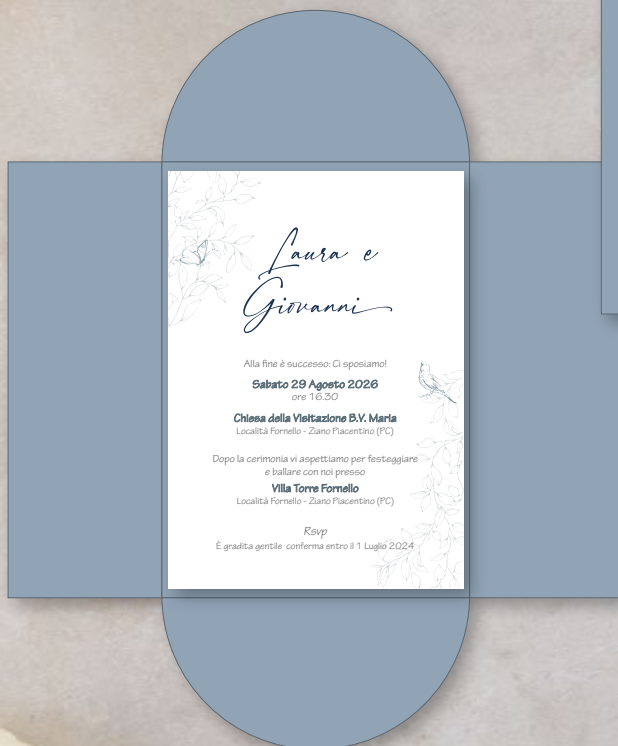 Laura e
Giovanni
Alla fine è successo: Ci sposiamo!
Sabato 29 Agosto 2026
ore 16.30
Chiesa della Visitazione B.V. Maria
Località Fornello - Ziano Piacentino (PC)
Dopo la cerimonia vi aspettiamo per festeggiare
e ballare con noi presso
Villa Torre Fornello
Località Fornello - Ziano Piacentino (PC)
Rsvp
È gradita gentile conferma entro il 1 Luglio 2024